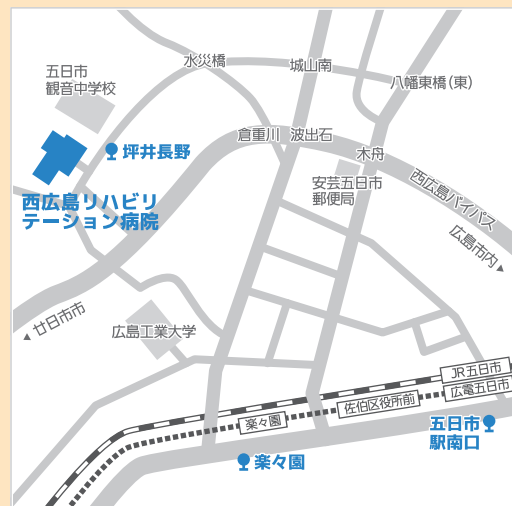 水災橋
城山南
五日市
観音中学校
八幡東橋(東)
倉重川
波出石
木舟
坪井長野
安芸五日市
郵便局
西広島バイパス
西広島リハビリ
テーション病院
広島市内
廿日市市
広島工業大学
JR五日市
広電五日市
佐伯区役所前
楽々園
五日市
駅南口
楽々園